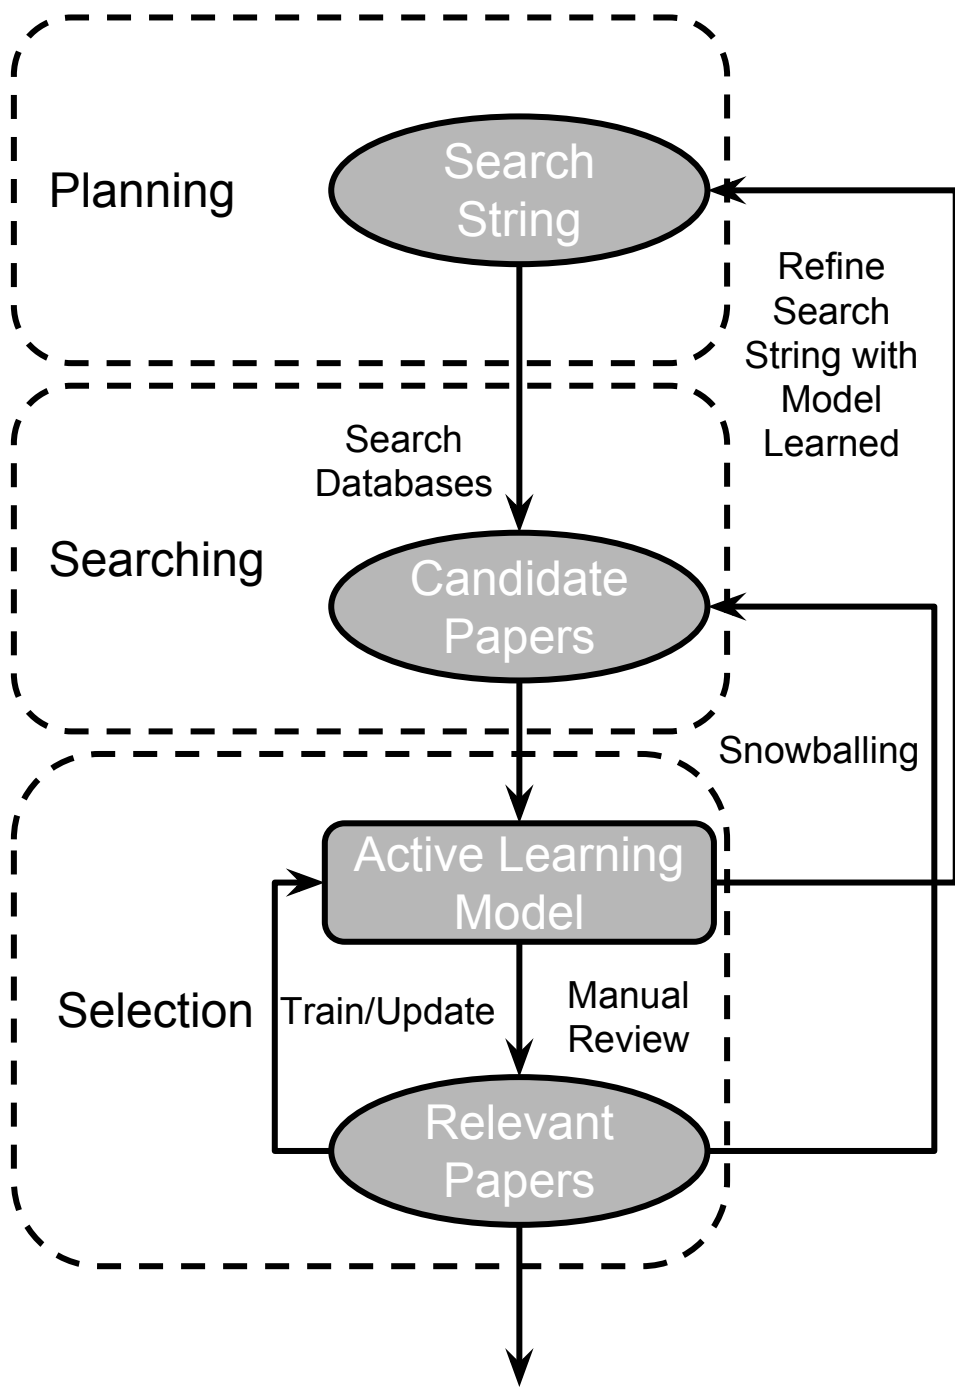 Search
String
Planning
Refine
Search
String with
Model
Learned
Search
Databases
Searching
Candidate
Papers
Snowballing
Active Learning
Model
Selection
Train/Update
Manual
Review
Relevant
Papers